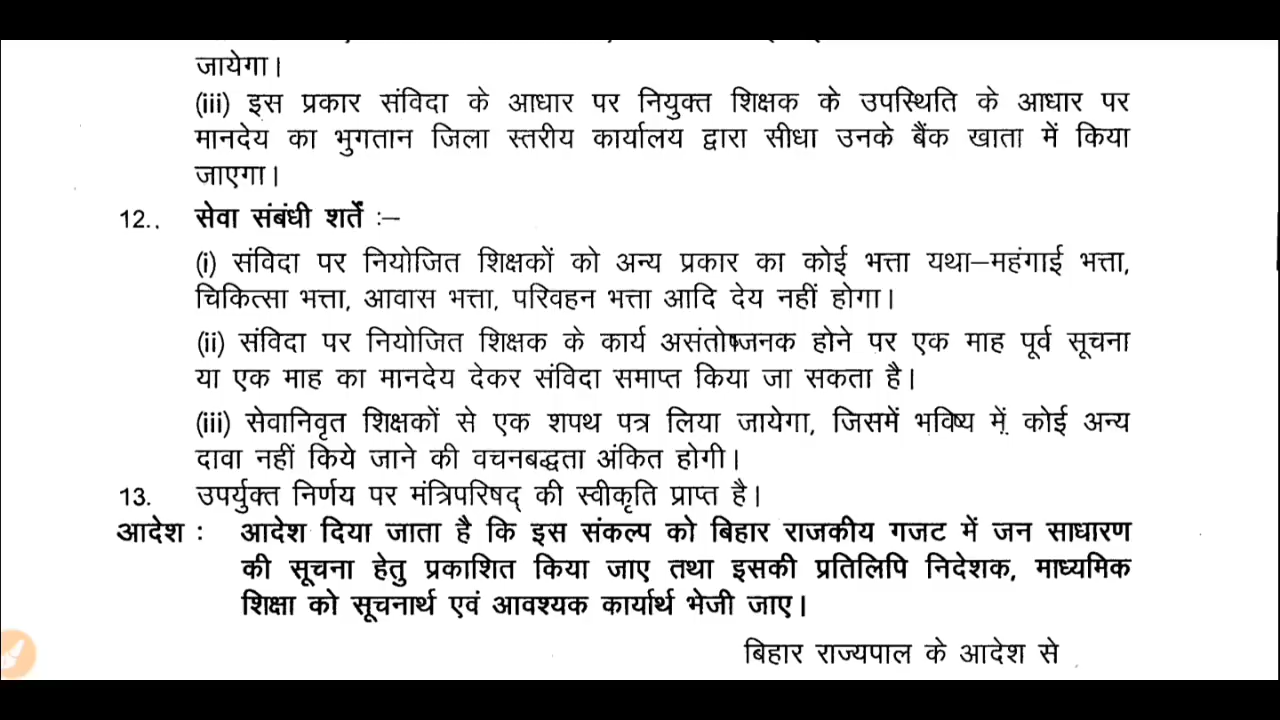 जायेगा।
(iii) इस प्रकार संविदा के आधार पर नियुक्त शिक्षक के उपस्थिति के आधार पर
मानदेय का भुगतान जिला स्तरीय कार्यालय द्वारा सीधा उनके बैंक खाता में किया
जाएगा।
12.. सेवा संबंधी शर्ते :–
(i) संविदा पर नियोजित शिक्षकों को अन्य प्रकार का कोई भत्ता यथा–महंगाई भत्ता,
चिकित्सा भत्ता, आवास भत्ता, परिवहन भत्ता आदि देय नहीं होगा।
(ii) संविदा पर नियोजित शिक्षक के कार्य असंतोषजनक होने पर एक माह पूर्व सूचना
या एक माह का मानदेय देकर संविदा समाप्त किया जा सकता है।
(iii) सेवानिवृत शिक्षकों से एक शपथ पत्र लिया जायेगा, जिसमें भविष्य में कोई अन्य
दावा नहीं किये जाने की वचनबद्धता अंकित होगी।
13. उपर्युक्त निर्णय पर मंत्रिपरिषद् की स्वीकृति प्राप्त है।
आदेश : आदेश दिया जाता है कि इस संकल्प को बिहार राजकीय गजट में जन साधारण
की सूचना हेतु प्रकाशित किया जाए तथा इसकी प्रतिलिपि निदेशक, माध्यमिक
शिक्षा को सूचनार्थ एवं आवश्यक कार्यार्थ भेजी जाए।
बिहार राज्यपाल के आदेश से